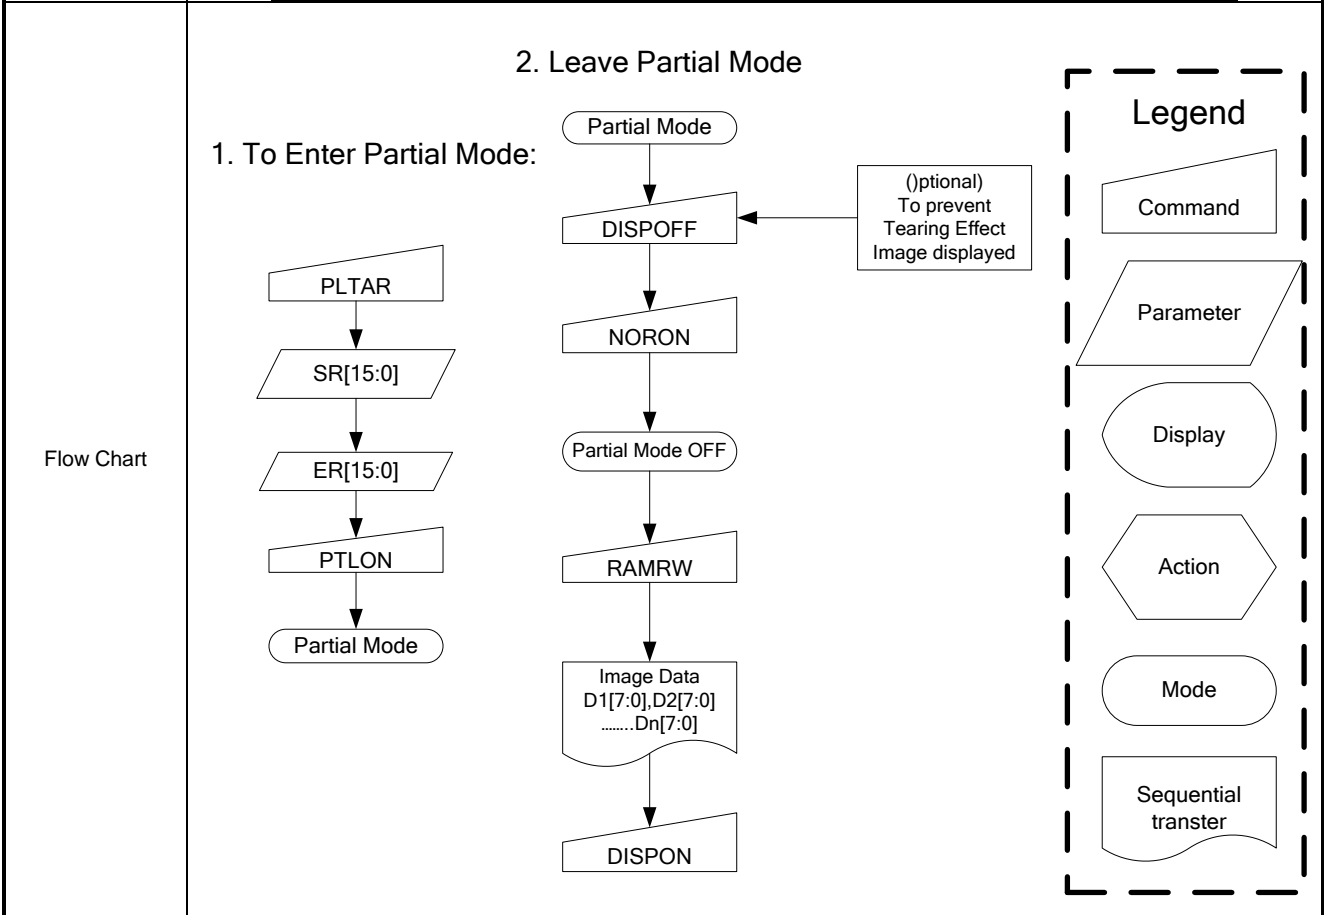 Flow Chart
1. To Enter Partial Mode:
PLTAR
SR[15:0]
ER[15:0]
PTLON
Partial Mode
2. Leave Partial Mode
Partial Mode
DISPOFF
()ptional)
To prevent
Tearing Effect
Image displayed
NORON
Partial Mode OFF
RAMRW
Image Data
D1[7:0],D2[7:0]
........Dn[7:0]
DISPON
Legend
Command
Parameter
Display
Action
Mode
Sequential
transter